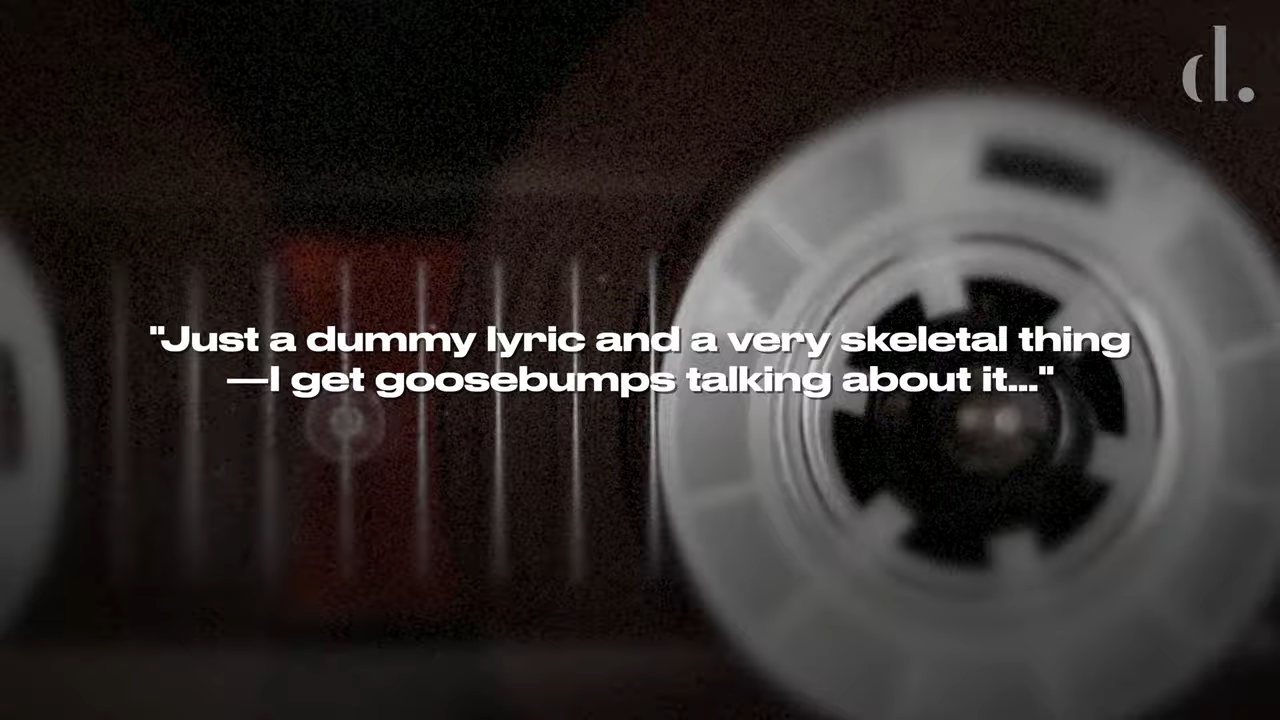 d.
"Just a dummy lyric and a very skeletal thing
—I get goosebumps talking about it..."